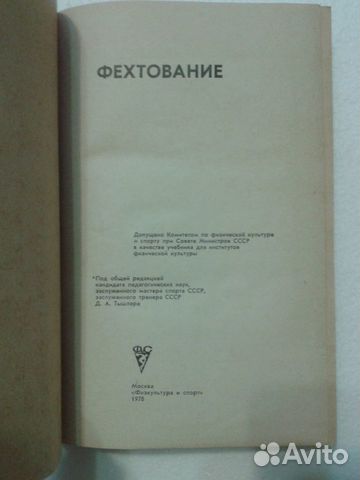 ФЕХТОВАНИЕ
Допущено Комитетом по физической культуре
и спорту при Совете Министров СССР
в качестве учебника для институтов
физической культуры
Под общей редакцией
кандидата педагогических наук,
заслуженного мастера спорта СССР,
заслуженного тренера СССР
Д. А. Тышлера
ФиС
Москва
«Физкультура и спорт»
1978
Avito